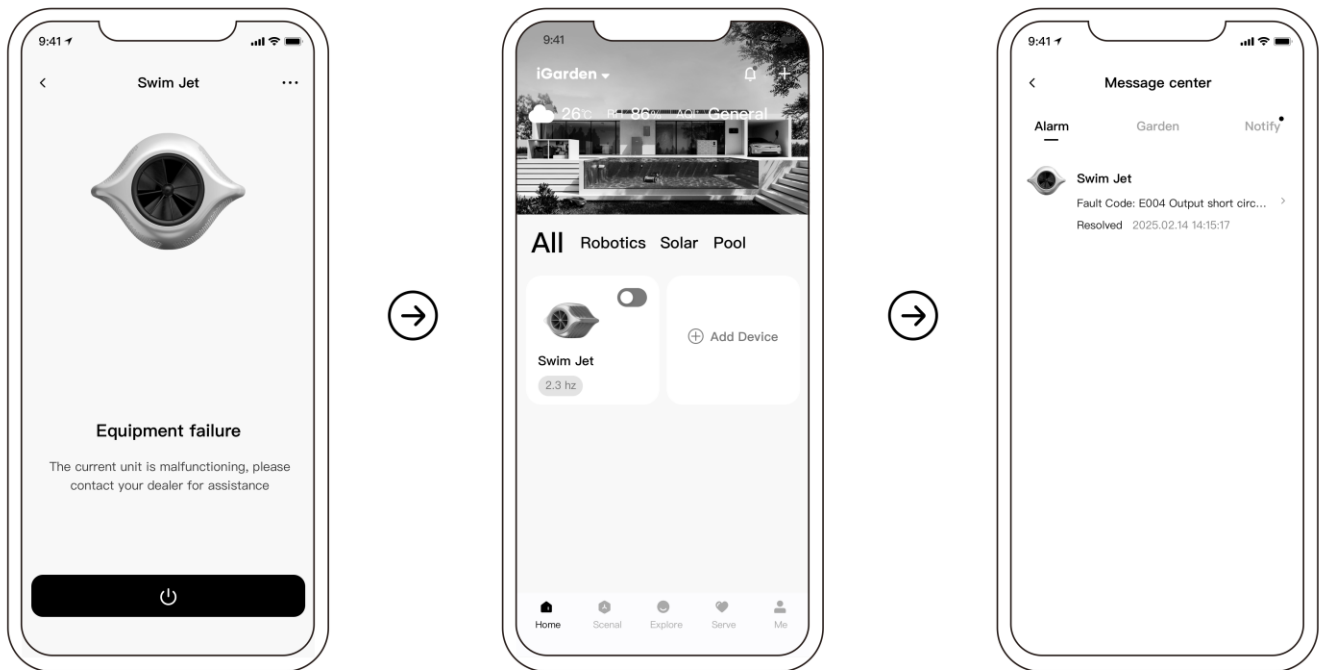 9:41
Swim Jet
Equipment failure
The current unit is malfunctioning, please
contact your dealer for assistance
9:41
iGarden
26°C RH 86% AQI General
All Robotics Solar Pool
Swim Jet
2.3 hz
Add Device
Home Scenal Explore Serve Me
9:41
Message center
Alarm Garden Notify
Swim Jet
Fault Code: E004 Output short circ...
Resolved 2025.02.14 14:15:17